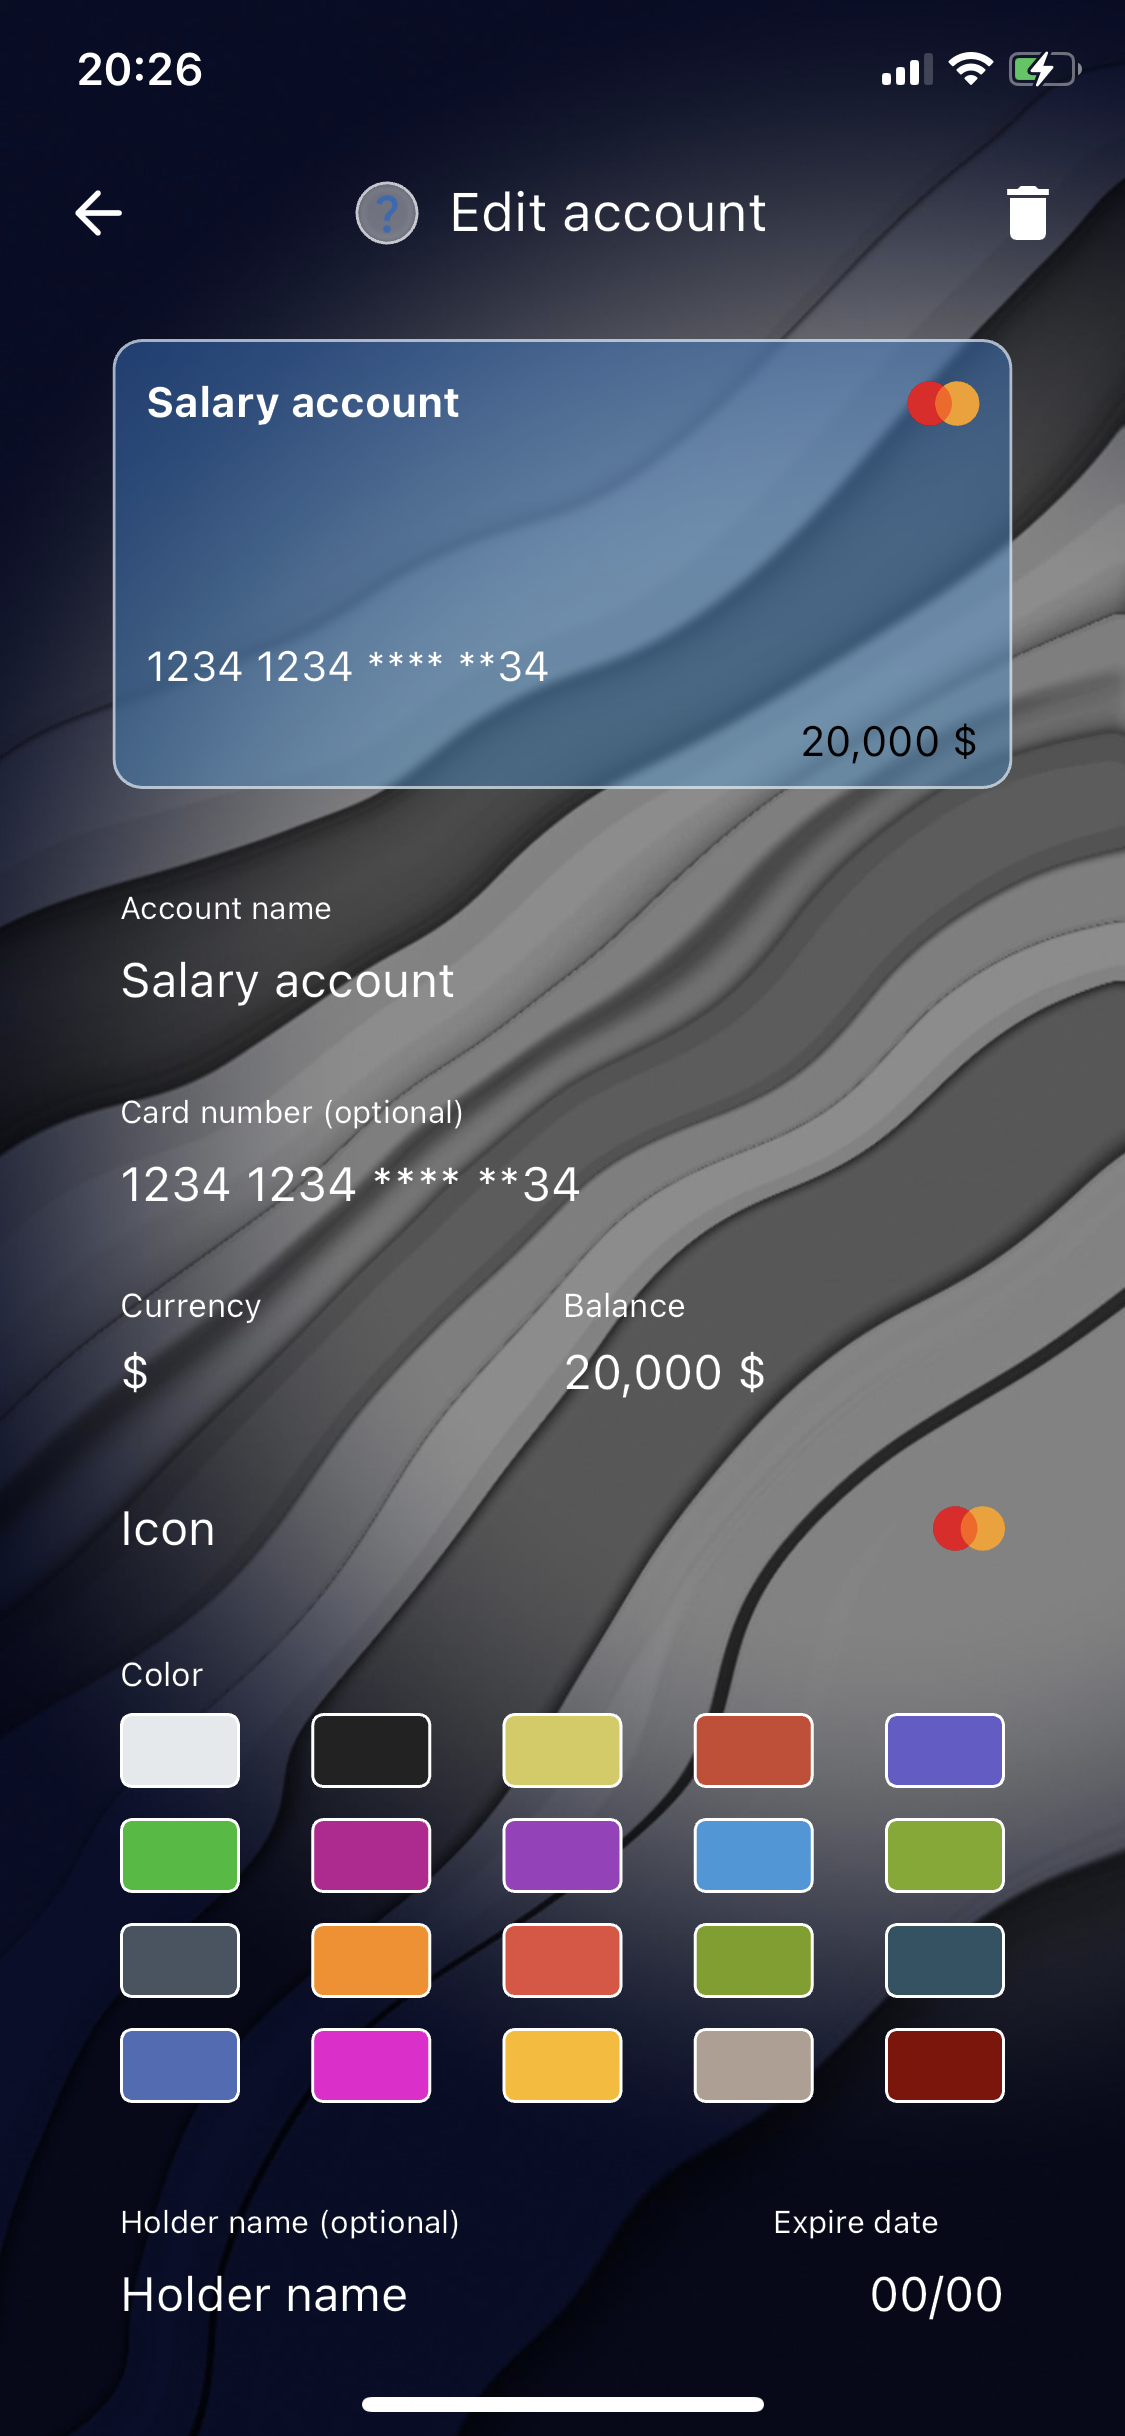 20:26
? Edit account
Salary account
1234 1234 **** **34
20,000 $
Account name
Salary account
Card number (optional)
1234 1234 **** **34
Currency Balance
$ 20,000 $
Icon
Color
Holder name (optional) Expire date
Holder name 00/00